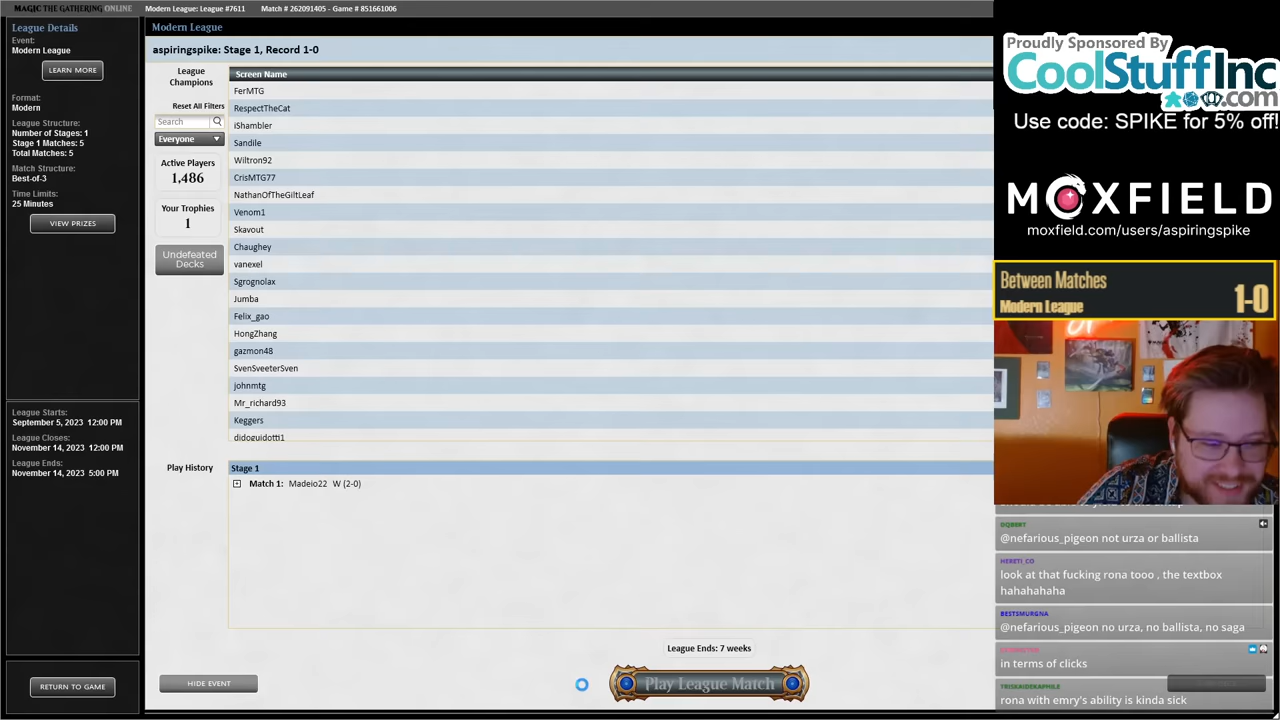 MAGIC THE GATHERING ONLINE
Modern League: League #7611
Match # 262091405 - Game # 851661006
League Details
Event:
Modern League
LEARN MORE
Format:
Modern
League Structure:
Number of Stages: 1
Stage 1 Matches: 5
Total Matches: 5
Match Structure:
Best-of-3
Time Limits:
25 Minutes
VIEW PRIZES
League Starts:
September 5, 2023 12:00 PM
League Closes:
November 14, 2023 12:00 PM
League Ends:
November 14, 2023 5:00 PM
RETURN TO GAME
Modern League
aspiringspike: Stage 1, Record 1-0
League
Champions
Reset All Filters
Search
Everyone
Active Players
1,486
Your Trophies
1
Undefeated
Decks
Screen Name
FerMTG
RespectTheCat
iShambler
Sandile
Wiltron92
CrisMTG77
NathanOfTheGiltLeaf
Venom1
Skavout
Chaughey
vanexel
Sgrognolax
Jumba
Felix_gao
HongZhang
gazmon48
SvenSveeterSven
johnmtg
Mr_richard93
Keggers
didoguidotti1
Play History
Stage 1
Match 1: Madeio22 W (2-0)
League Ends: 7 weeks
HIDE EVENT
Play League Match
Proudly Sponsored By
CoolStuffInc
.com
Use code: SPIKE for 5% off!
MOXFIELD
moxfield.com/users/aspiringspike
Between Matches
Modern League
1-0
DQBERT
@nefarious_pigeon not urza or ballista
HERETI_CO
look at that fucking rona tooo , the textbox
hahahahaha
BESTSMURGNA
@nefarious_pigeon no urza, no ballista, no saga
in terms of clicks
TRISKAIDEKAPHILE
rona with emry's ability is kinda sick